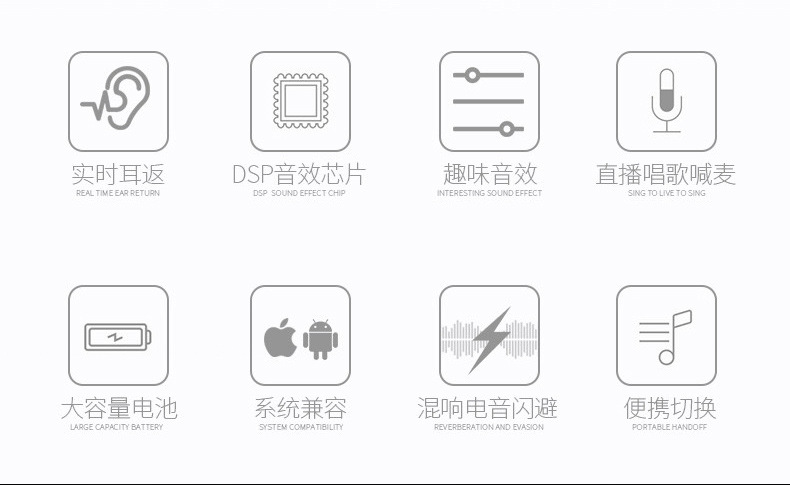 实时耳返 DSP音效芯片 趣味音效 直播唱歌喊麦
REAL TIME EAR RETURN DSP SOUND EFFECT CHIP INTERESTING SOUND EFFECT SING TO LIVE TO SING
大容量电池 系统兼容 混响电音闪避 便携切换
LARGE CAPACITY BATTERY SYSTEM COMPATIBILITY REVERBERATION AND EVASION PORTABLE HANDOFF